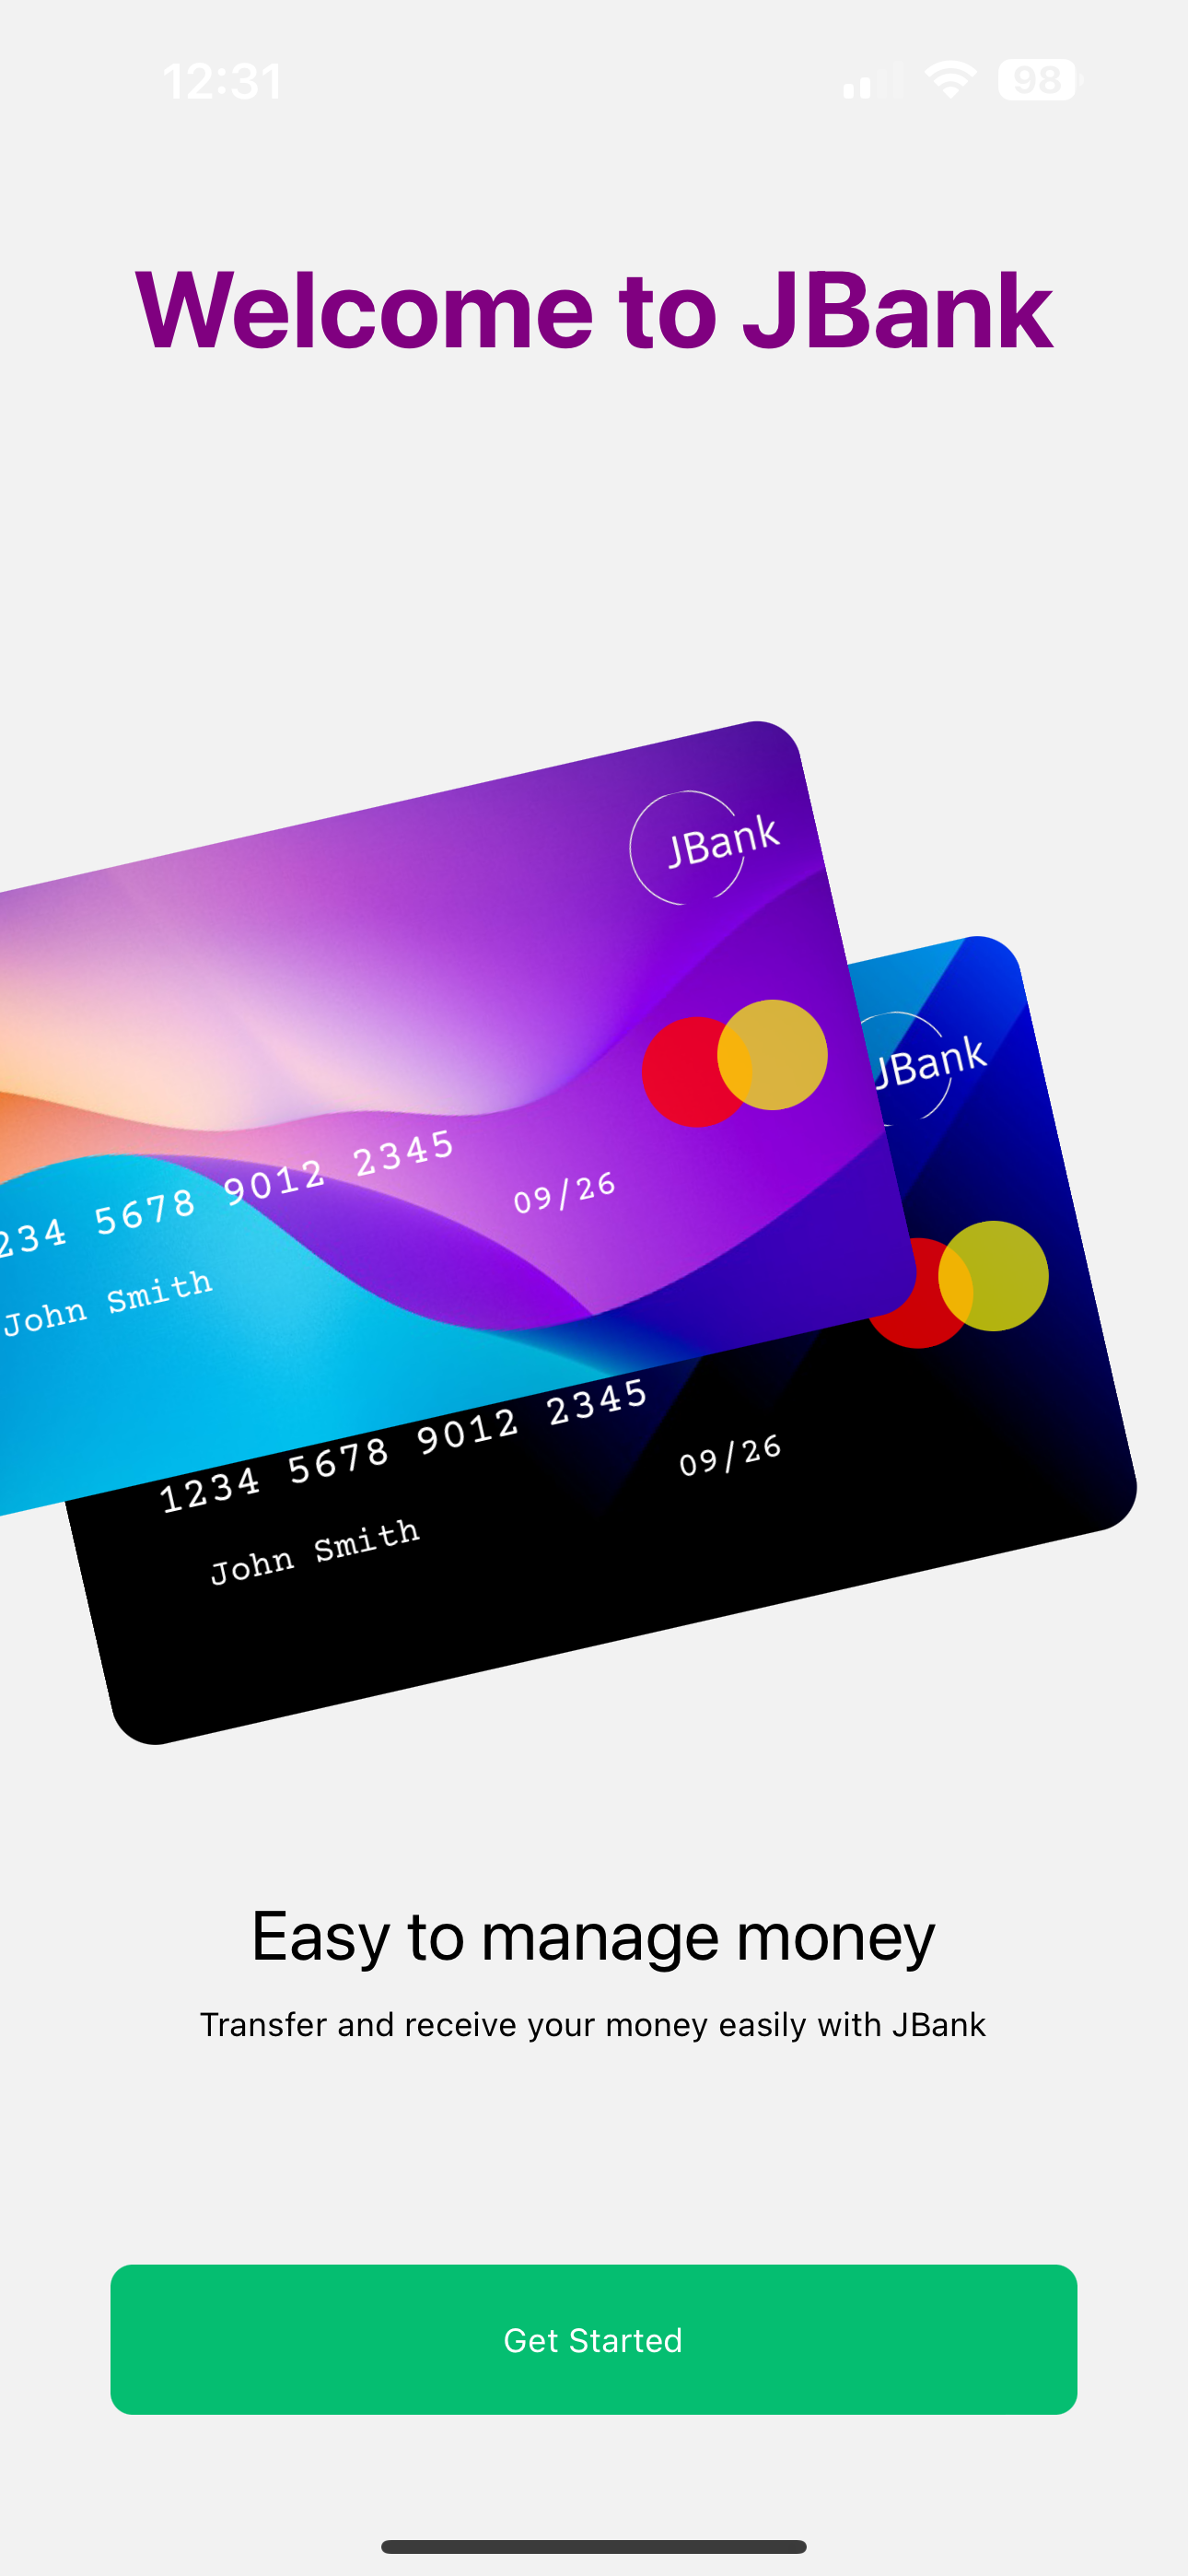 12:31
98
Welcome to JBank
JBank
JBank
234 5678 9012 2345
09/26
John Smith
1234 5678 9012 2345
09/26
John Smith
Easy to manage money
Transfer and receive your money easily with JBank
Get Started